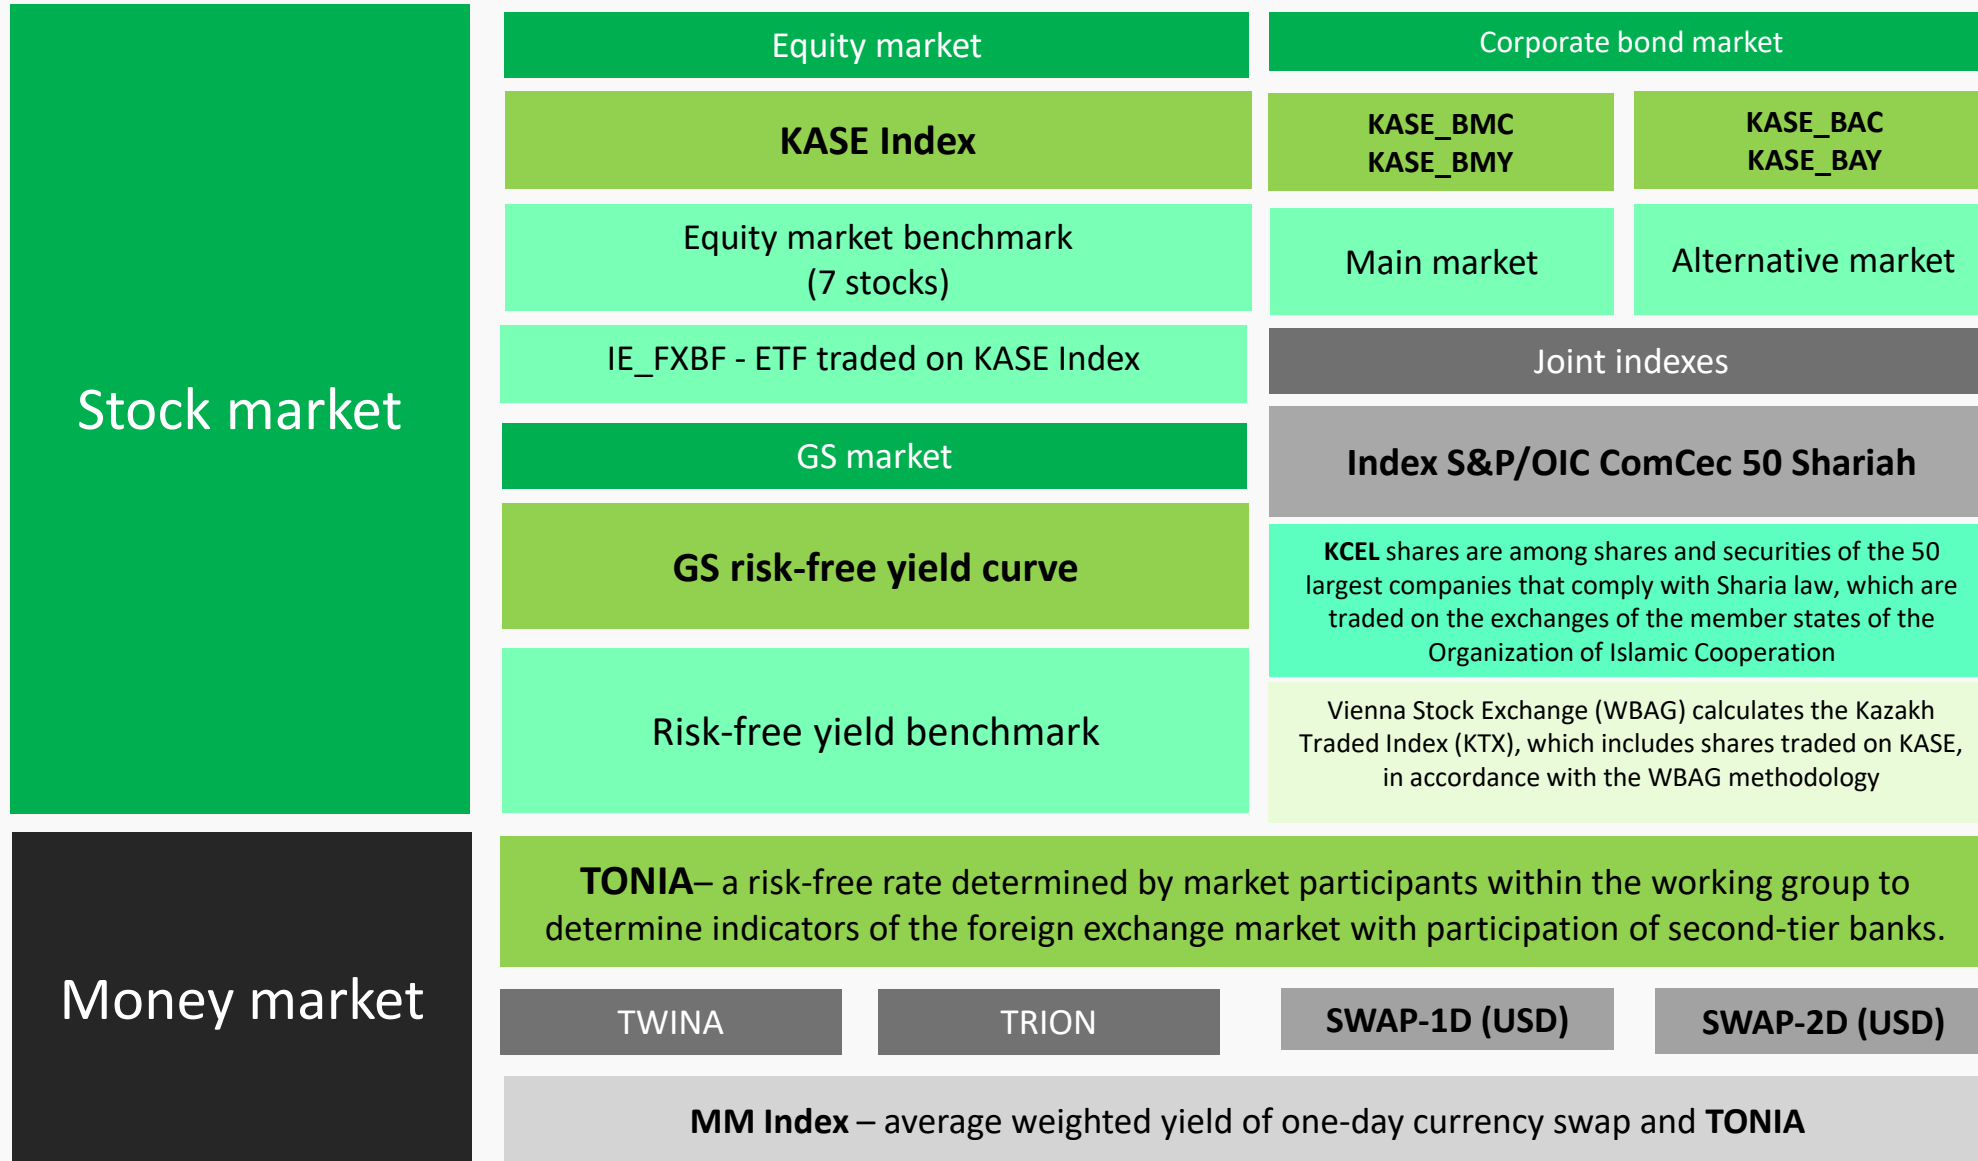 Stock market
Equity market
KASE Index
Equity market benchmark
(7 stocks)
IE_FXBF - ETF traded on KASE Index
GS market
GS risk-free yield curve
Risk-free yield benchmark
Corporate bond market
KASE_BMC
KASE_BMY
KASE_BAC
KASE_BAY
Main market
Alternative market
Joint indexes
Index S&P/OIC ComCec 50 Shariah
KCEL shares are among shares and securities of the 50
largest companies that comply with Sharia law, which are
traded on the exchanges of the member states of the
Organization of Islamic Cooperation
Vienna Stock Exchange (WBAG) calculates the Kazakh
Traded Index (KTX), which includes shares traded on KASE,
in accordance with the WBAG methodology
Money market
TONIA– a risk-free rate determined by market participants within the working group to
determine indicators of the foreign exchange market with participation of second-tier banks.
TWINA
TRION
SWAP-1D (USD)
SWAP-2D (USD)
MM Index – average weighted yield of one-day currency swap and TONIA